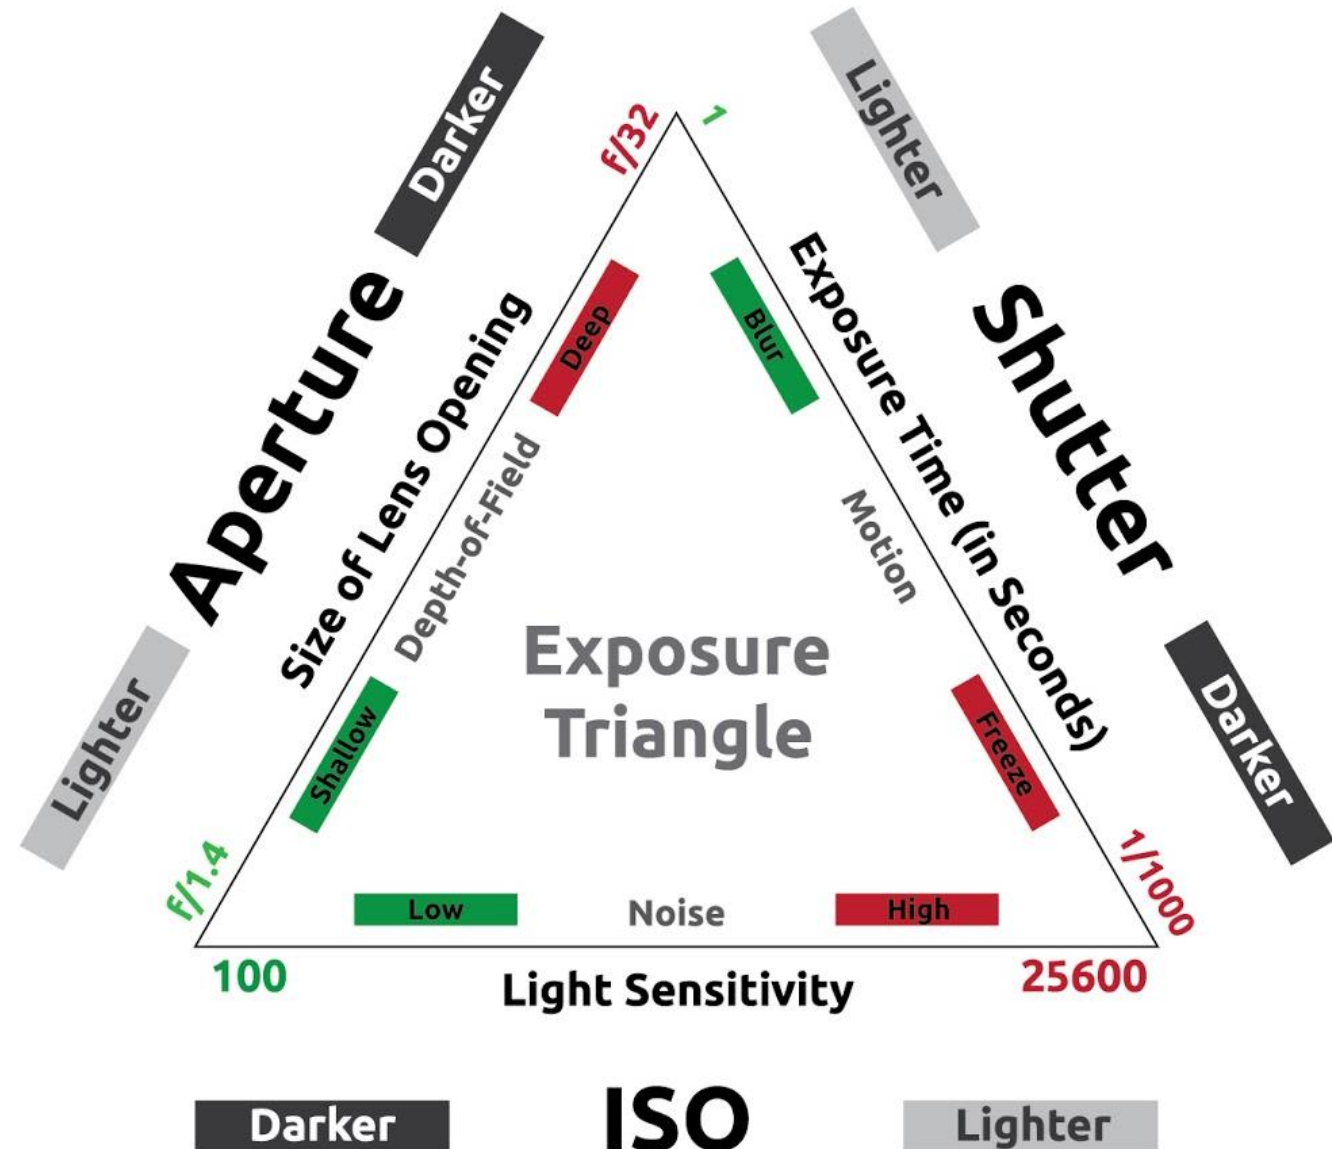 Darker
Lighter
f/32
1
Aperture
Shutter
Size of Lens Opening
Exposure Time (in Seconds)
Deep
Blur
Depth-of-Field
Motion
Exposure
Triangle
Lighter
Darker
Shallow
Freeze
f/1.4
1/1000
Low
Noise
High
100
Light Sensitivity
25600
Darker
ISO
Lighter